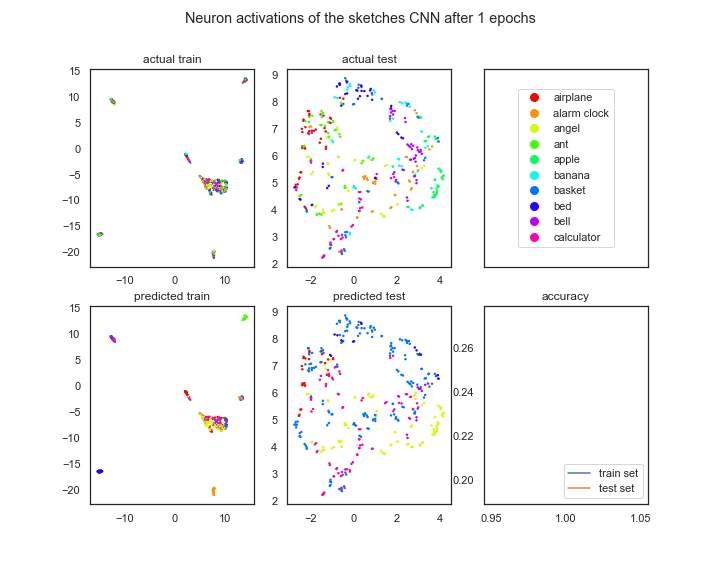 Neuron activations of the sketches CNN after 1 epochs
actual train
actual test
15
10
5
0
−5
−10
−15
−20
−10
0
10
9
8
7
6
5
4
3
2
−2
0
2
4
airplane
alarm clock
angel
ant
apple
banana
basket
bed
bell
calculator
predicted train
predicted test
accuracy
15
10
5
0
−5
−10
−15
−20
−10
0
10
9
8
7
6
5
4
3
2
−2
0
2
4
0.26
0.24
0.22
0.20
train set
test set
0.95
1.00
1.05